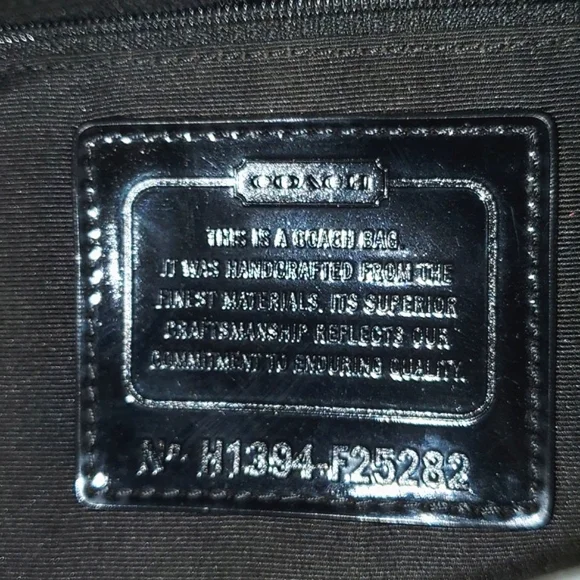 COACH
THIS IS A COACH BAG.
IT WAS HANDCRAFTED FROM THE
FINEST MATERIALS. ITS SUPERIOR
CRAFTSMANSHIP REFLECTS OUR
COMMITMENT TO ENDURING QUALITY.
Nº H1394-F25282